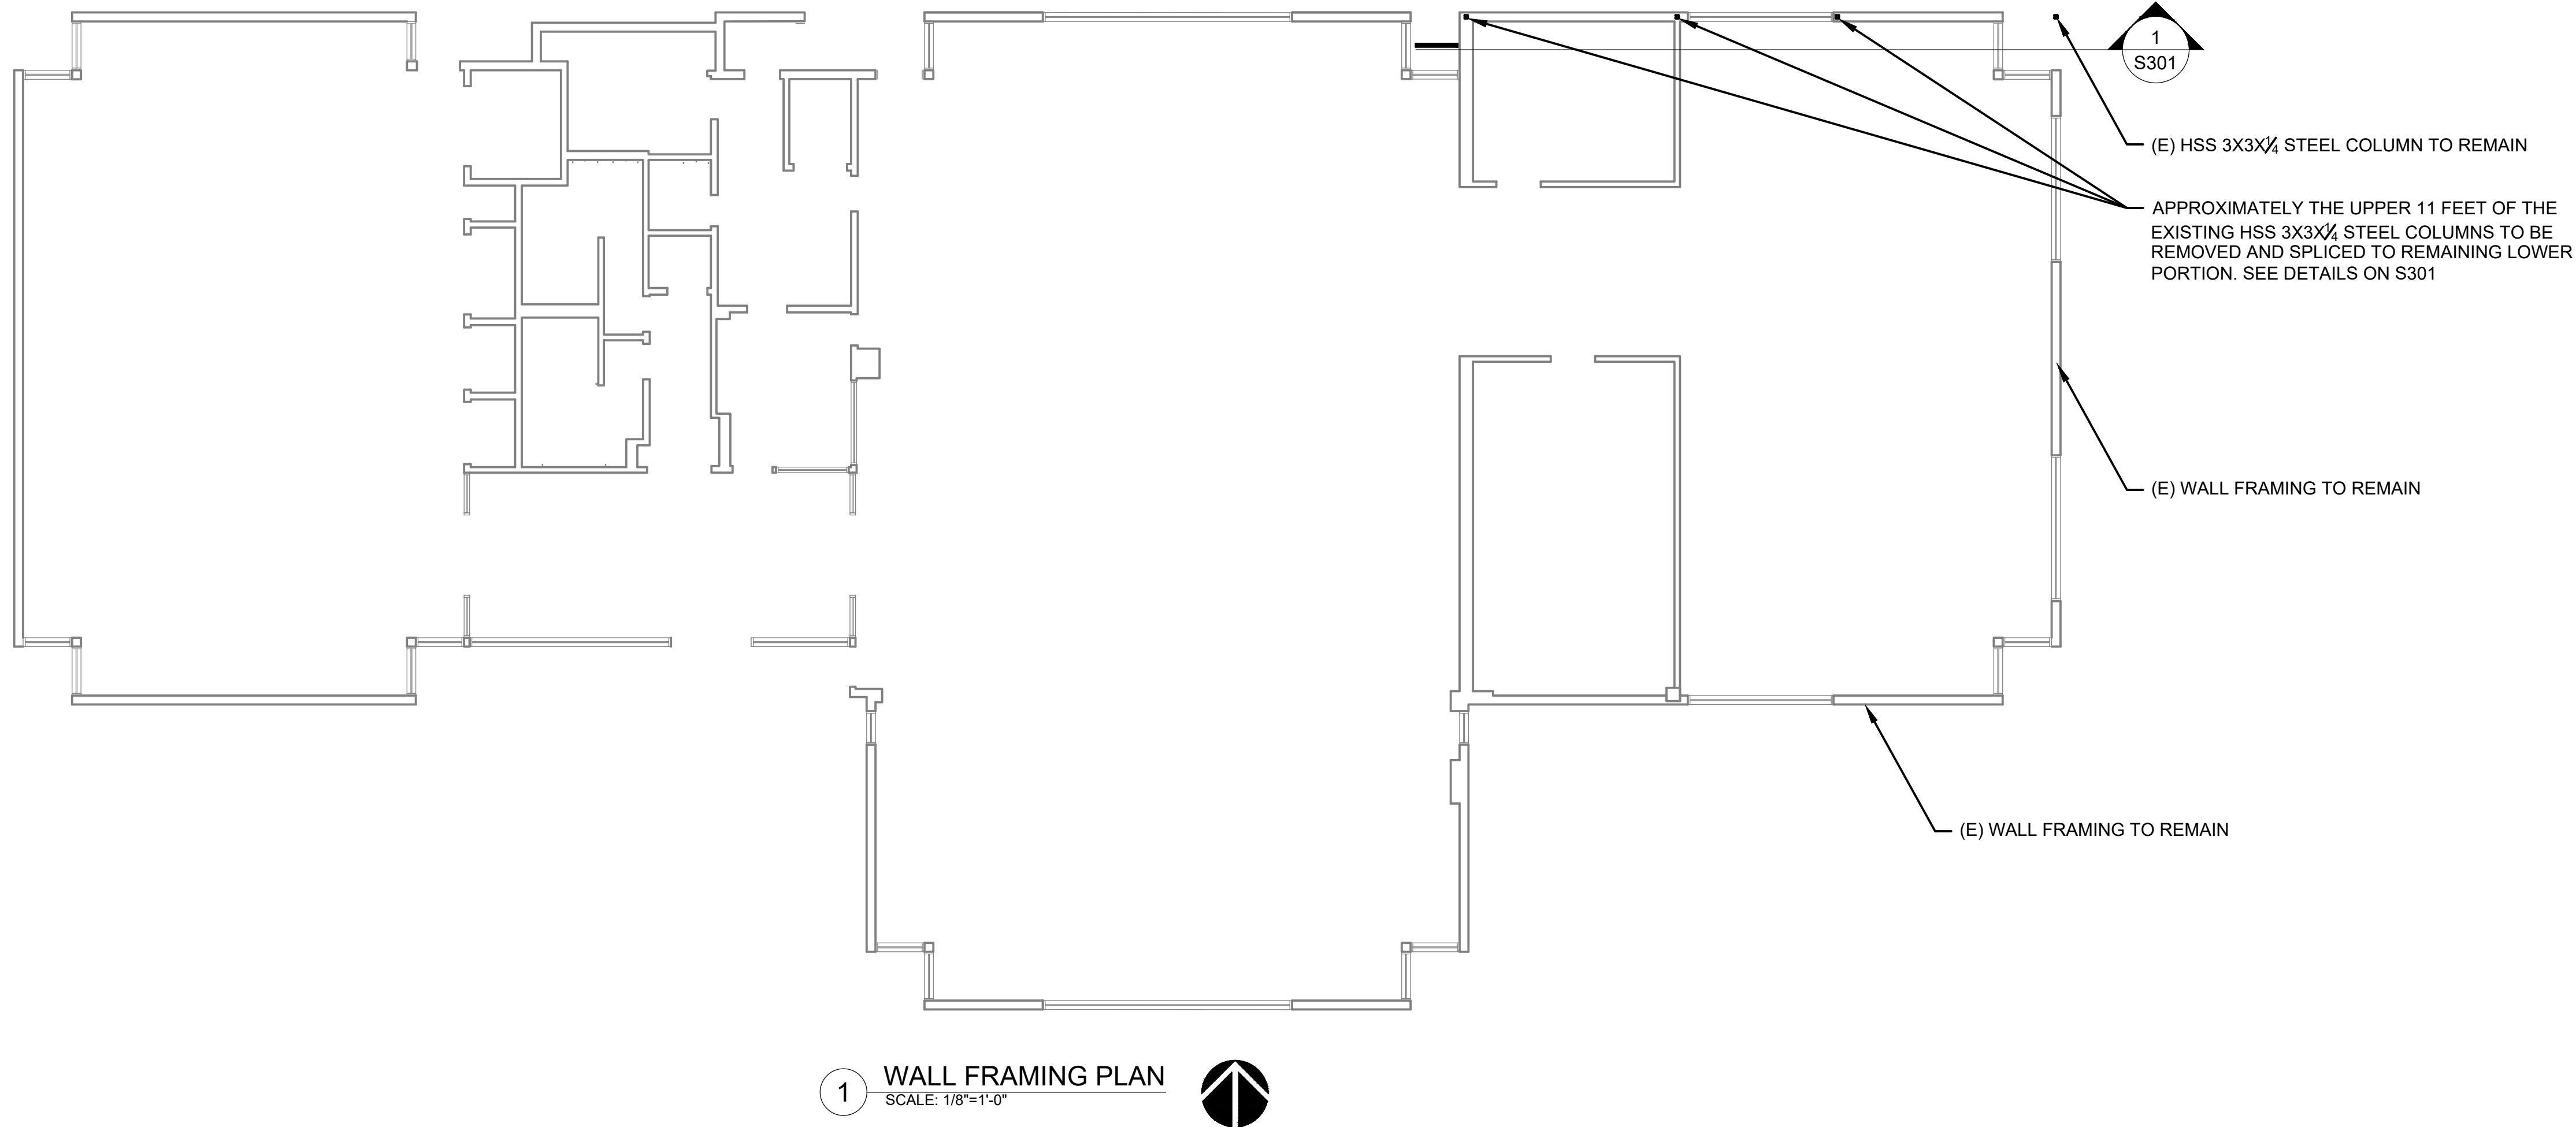 1
S301
(E) HSS 3X3X1/4 STEEL COLUMN TO REMAIN
APPROXIMATELY THE UPPER 11 FEET OF THE
EXISTING HSS 3X3X1/4 STEEL COLUMNS TO BE
REMOVED AND SPLICED TO REMAINING LOWER
PORTION. SEE DETAILS ON S301
(E) WALL FRAMING TO REMAIN
(E) WALL FRAMING TO REMAIN
1
WALL FRAMING PLAN
SCALE: 1/8"=1'-0"